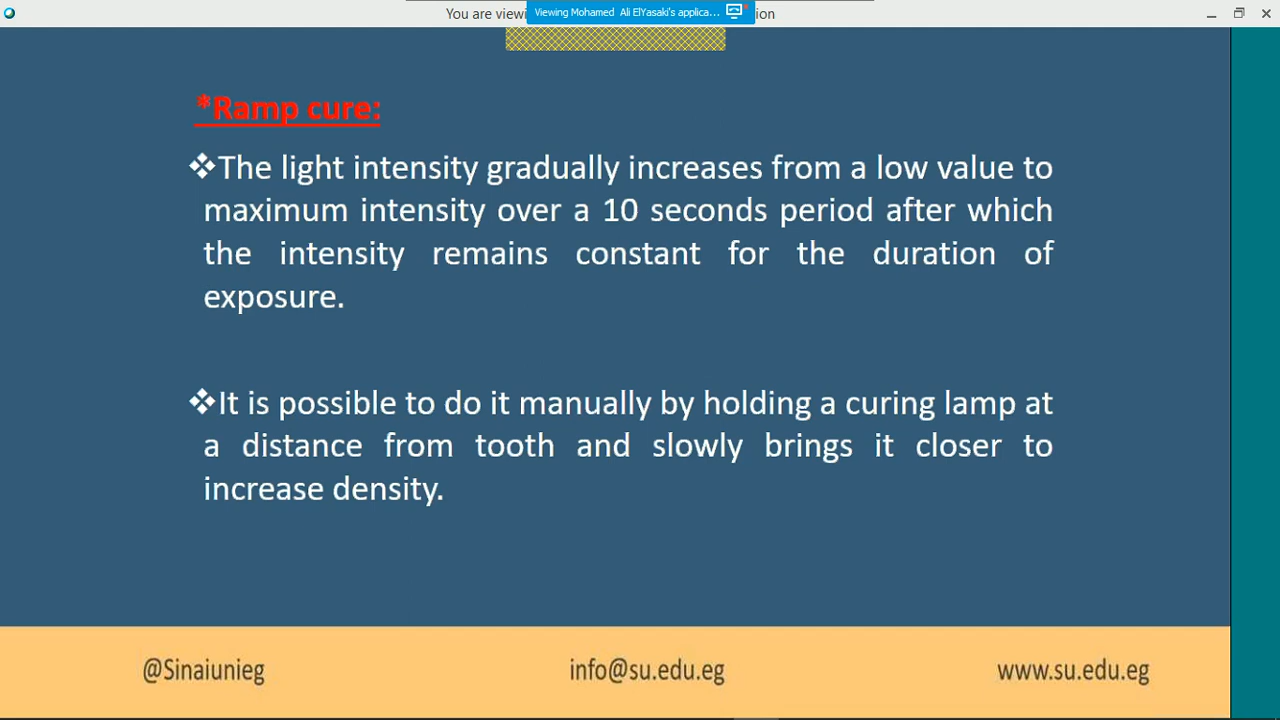 You are viewi
Viewing Mohamed Ali ElYasaki's applica...
ion
*Ramp cure:
❖The light intensity gradually increases from a low value to
maximum intensity over a 10 seconds period after which
the intensity remains constant for the duration of
exposure.
❖It is possible to do it manually by holding a curing lamp at
a distance from tooth and slowly brings it closer to
increase density.
@Sinaiunieg
info@su.edu.eg
www.su.edu.eg